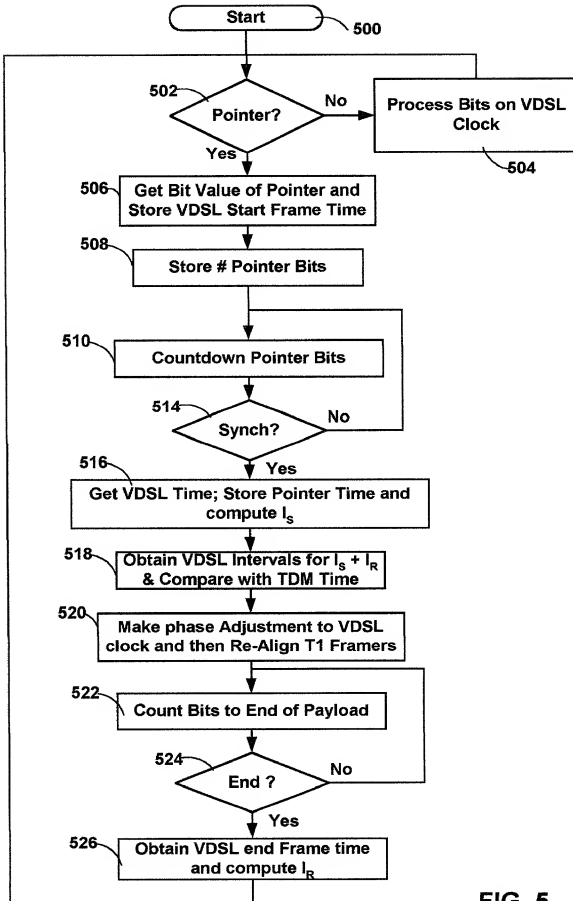 Start
500
502
Pointer?
No
Yes
Process Bits on VDSL
Clock
504
506
Get Bit Value of Pointer and
Store VDSL Start Frame Time
508
Store # Pointer Bits
510
Countdown Pointer Bits
514
Synch?
No
Yes
516
Get VDSL Time; Store Pointer Time and
compute IS
518
Obtain VDSL Intervals for IS + IR
& Compare with TDM Time
520
Make phase Adjustment to VDSL
clock and then Re-Align T1 Framers
522
Count Bits to End of Payload
524
End ?
No
Yes
526
Obtain VDSL end Frame time
and compute IR
FIG. 5